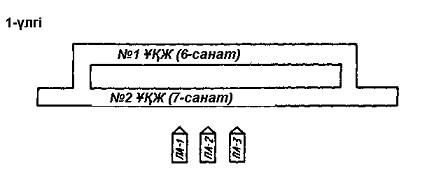 1-үлгі
№1 ҰҚЖ (6-санат)
№2 ҰҚЖ (7-санат)
ПА-1
ПА-2
ПА-3